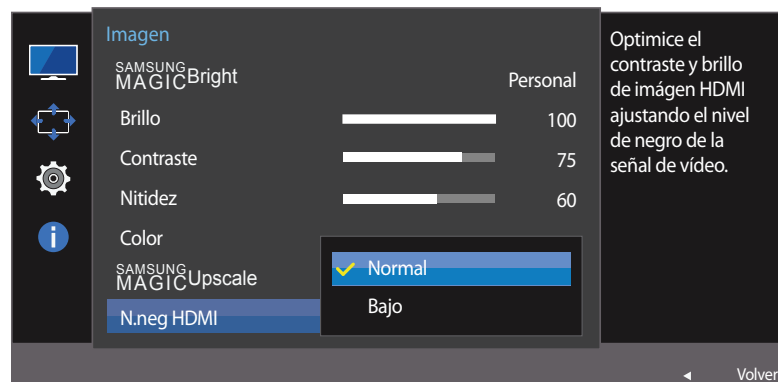 Imagen
SAMSUNG
MAGICBright Personal
Brillo 100
Contraste 75
Nitidez 60
Color
SAMSUNG
MAGICUpscale
N.neg HDMI
Normal
Bajo
Optimice el
contraste y brillo
de imágen HDMI
ajustando el nivel
de negro de la
señal de vídeo.
Volver